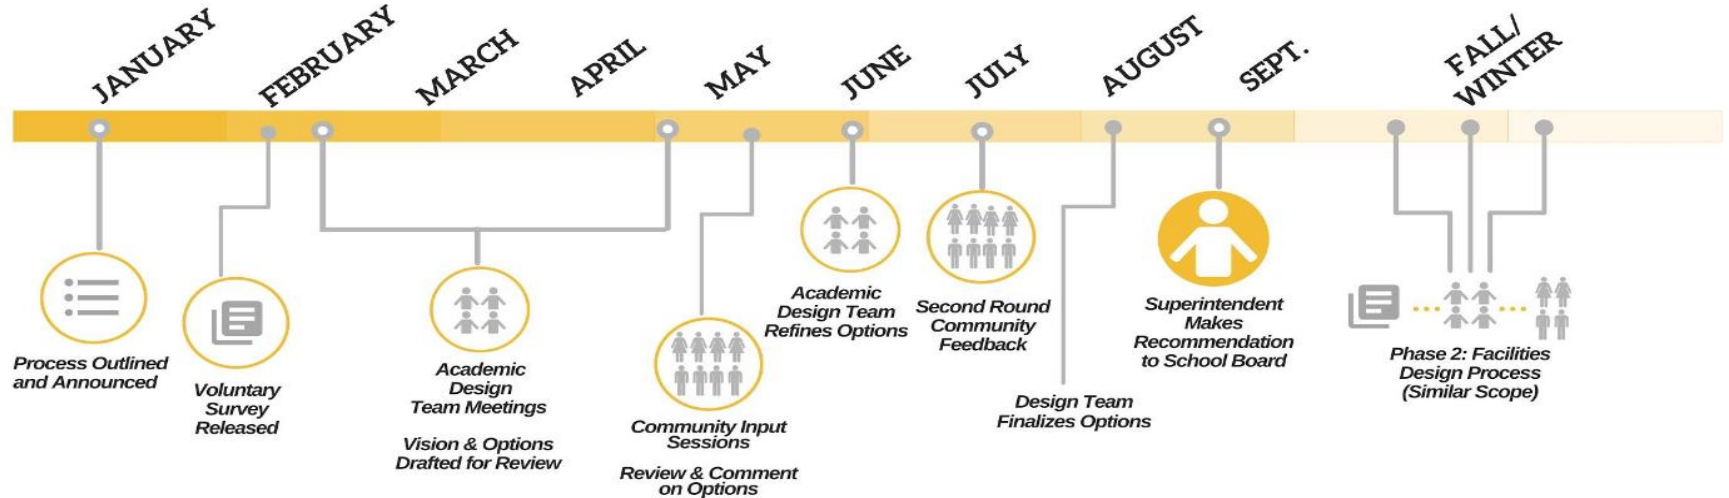 JANUARY
FEBRUARY
MARCH
APRIL
MAY
JUNE
JULY
AUGUST
SEPT.
FALL/
WINTER
Process Outlined
and Announced
Voluntary
Survey
Released
Academic
Design
Team Meetings
Vision & Options
Drafted for Review
Community Input
Sessions
Review & Comment
on Options
Academic
Design Team
Refines Options
Second Round
Community
Feedback
Design Team
Finalizes Options
Superintendent
Makes
Recommendation
to School Board
Phase 2: Facilities
Design Process
(Similar Scope)